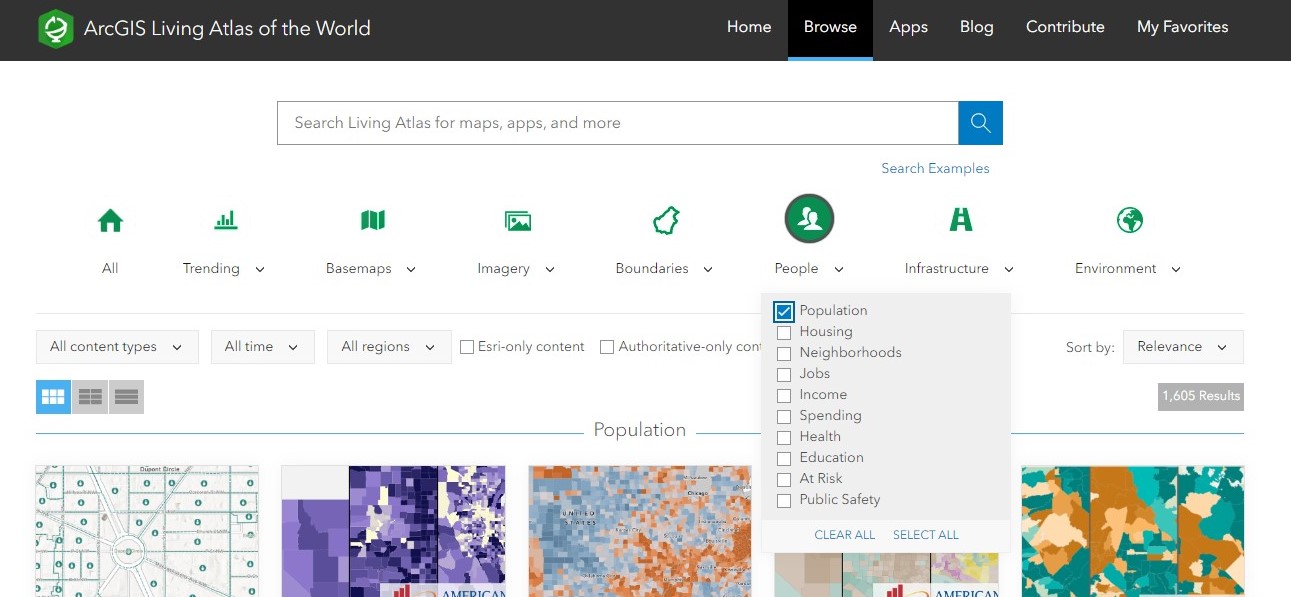 ArcGIS Living Atlas of the World
Home Browse Apps Blog Contribute My Favorites
Search Living Atlas for maps, apps, and more
Search Examples
All Trending Basemaps Imagery Boundaries People Infrastructure Environment
Population
Housing
Neighborhoods
Jobs
Income
Spending
Health
Education
At Risk
Public Safety
CLEAR ALL SELECT ALL
All content types All time All regions Esri-only content Authoritative-only cont
Sort by: Relevance
1,605 Results
Population
Dupont Circle
UNITED
STATES
Chicago
AMERICAN
AMERICAN